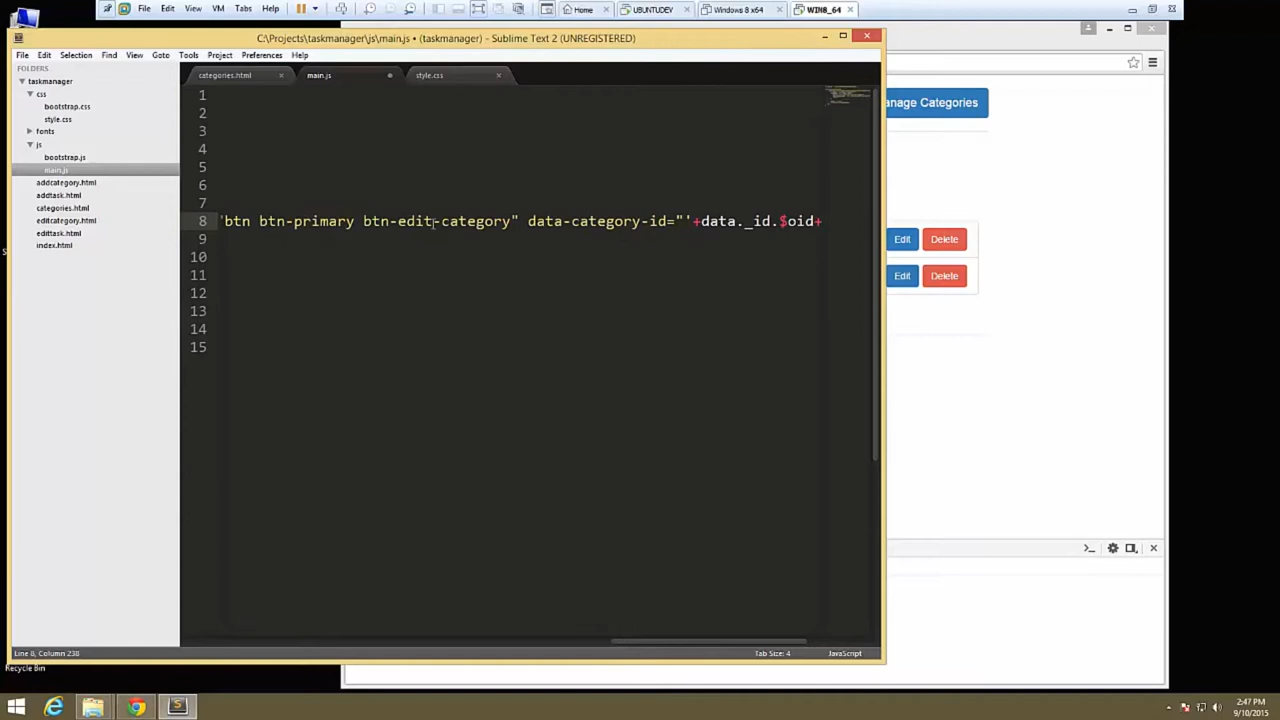 File Edit View VM Tabs Help Home UBUNTUDEV Windows 8 x64 WIN8_64
C:\Projects\taskmanager\js\main.js • (taskmanager) - Sublime Text 2 (UNREGISTERED)
File Edit Selection Find View Goto Tools Project Preferences Help
FOLDERS
taskmanager
css
bootstrap.css
style.css
fonts
js
bootstrap.js
main.js
addcategory.html
addtask.html
categories.html
editcategory.html
edittask.html
index.html
categories.html main.js style.css
1
2
3
4
5
6
7
8 "btn btn-primary btn-edit-category" data-category-id="'+data._id.$oid+
9
10
11
12
13
14
15
anage Categories
Edit Delete
Edit Delete
Line 8, Column 238 Tab Size: 4 JavaScript
Recycle Bin
2:47 PM
9/10/2015